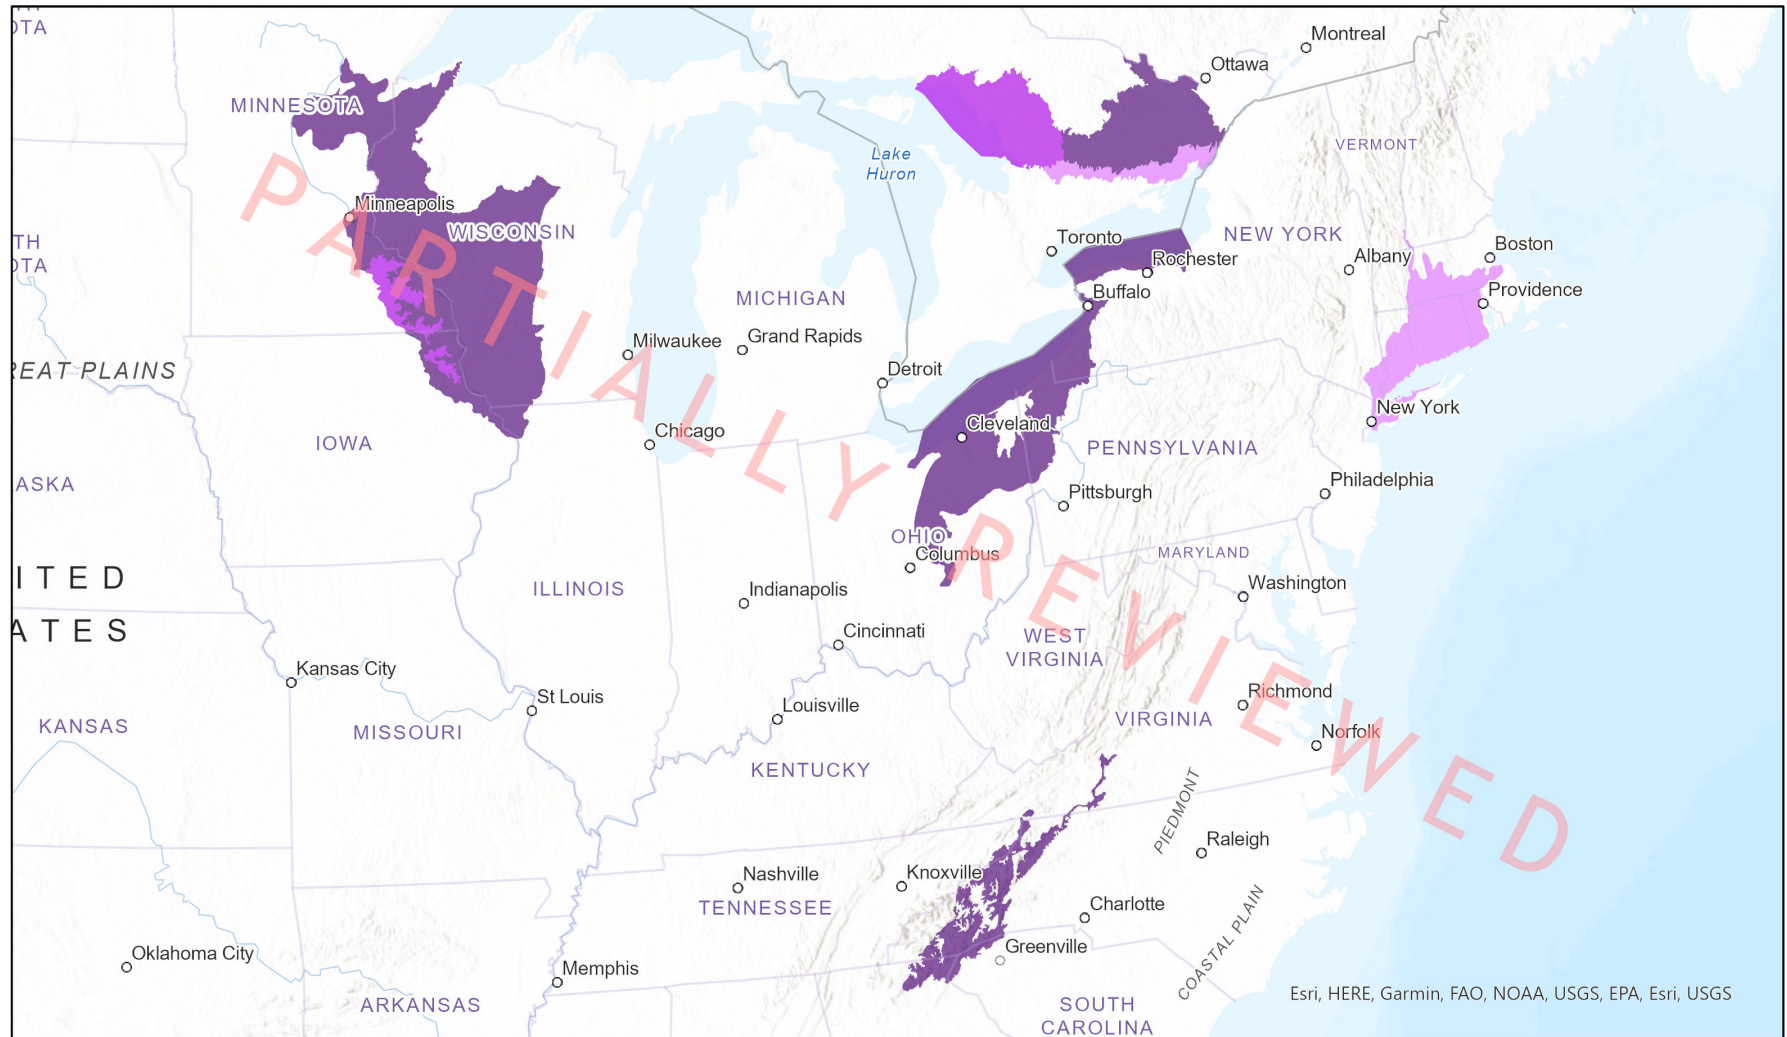 OTA
Montreal
Ottawa
MINNESOTA
VERMONT
Lake
Huron
Minneapolis
WISCONSIN
NEW YORK
Toronto
TH
OTA
Rochester
Albany
Boston
Buffalo
Providence
MICHIGAN
Milwaukee
Grand Rapids
REAT PLAINS
Detroit
New York
Cleveland
Chicago
IOWA
PENNSYLVANIA
ASKA
Pittsburgh
Philadelphia
OHIO
Columbus
MARYLAND
ITED
ATES
ILLINOIS
Indianapolis
Washington
Cincinnati
WEST
VIRGINIA
Kansas City
St Louis
Louisville
Richmond
KANSAS
MISSOURI
VIRGINIA
Norfolk
KENTUCKY
PIEDMONT
Raleigh
Nashville
Knoxville
TENNESSEE
Charlotte
COASTAL PLAIN
Oklahoma City
Greenville
Memphis
ARKANSAS
SOUTH
CAROLINA
PARTIALLY REVIEWED
Esri, HERE, Garmin, FAO, NOAA, USGS, EPA, Esri, USGS